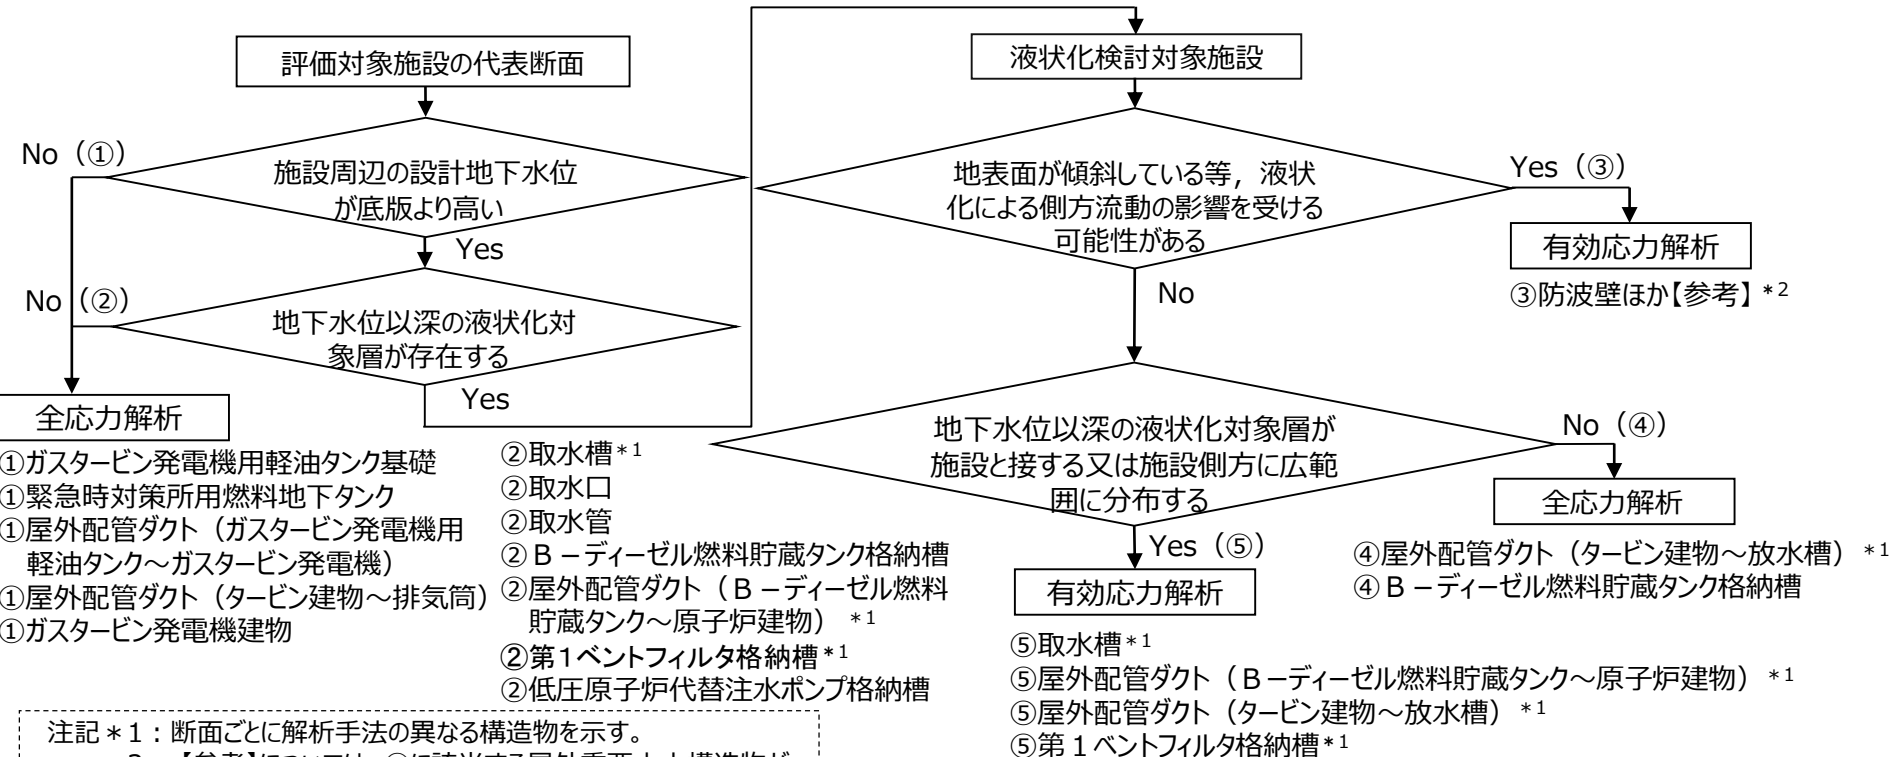 評価対象施設の代表断面
No（①）
施設周辺の設計地下水位
が底版より高い
Yes
No（②）
地下水位以深の液状化対
象層が存在する
Yes
全応力解析
①ガスタービン発電機用軽油タンク基礎
①緊急時対策所用燃料地下タンク
①屋外配管ダクト（ガスタービン発電機用
軽油タンク～ガスタービン発電機）
①屋外配管ダクト（タービン建物～排気筒）
①ガスタービン発電機建物
②取水槽*1
②取水口
②取水管
②Ｂ－ディーゼル燃料貯蔵タンク格納槽
②屋外配管ダクト（Ｂ－ディーゼル燃料
貯蔵タンク～原子炉建物） *1
②第1ベントフィルタ格納槽*1
②低圧原子炉代替注水ポンプ格納槽
液状化検討対象施設
地表面が傾斜している等，液状
化による側方流動の影響を受ける
可能性がある
Yes（③）
有効応力解析
③防波壁ほか【参考】 *2
No
地下水位以深の液状化対象層が
施設と接する又は施設側方に広範
囲に分布する
No（④）
全応力解析
④屋外配管ダクト（タービン建物～放水槽） *1
④Ｂ－ディーゼル燃料貯蔵タンク格納槽
Yes（⑤）
有効応力解析
⑤取水槽*1
⑤屋外配管ダクト（Ｂ－ディーゼル燃料貯蔵タンク～原子炉建物） *1
⑤屋外配管ダクト（タービン建物～放水槽） *1
⑤第１ベントフィルタ格納槽*1
注記＊1：断面ごとに解析手法の異なる構造物を示す。